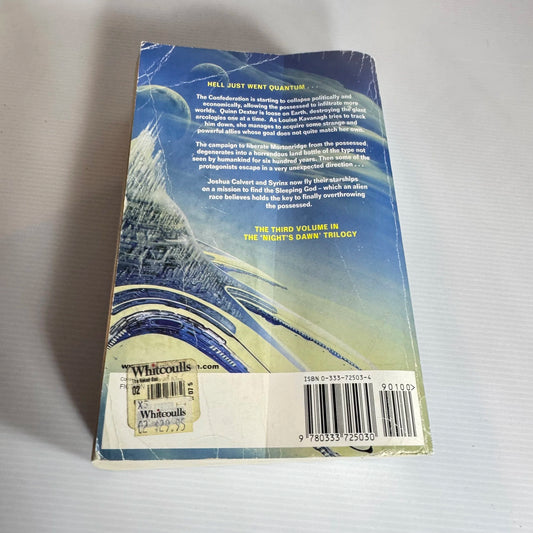 HELL JUST WENT QUANTUM . . .
The Confederation is starting to collapse politically and
economically, allowing the possessed to infiltrate more
worlds. Quinn Dexter is loose on Earth, destroying the giant
arcologies one at a time. As Louise Kavanagh tries to track
him down, she manages to acquire some strange and
powerful allies whose goal does not quite match her own.
The campaign to liberate Mortonridge from the possessed
degenerates into a horrendous land battle of the type not
seen by humankind for six hundred years. Then some of the
protagonists escape in a very unexpected direction . . .
Joshua Calvert and Syrinx now fly their starships
on a mission to find the Sleeping God – which an alien
race believes holds the key to finally overthrowing
the possessed.
THE THIRD VOLUME IN
THE 'NIGHT'S DAWN' TRILOGY
Whitcoulls
02
Whitcoulls
02 $29.95
ISBN 0-333-72503-4
90100>
9 780333 725030